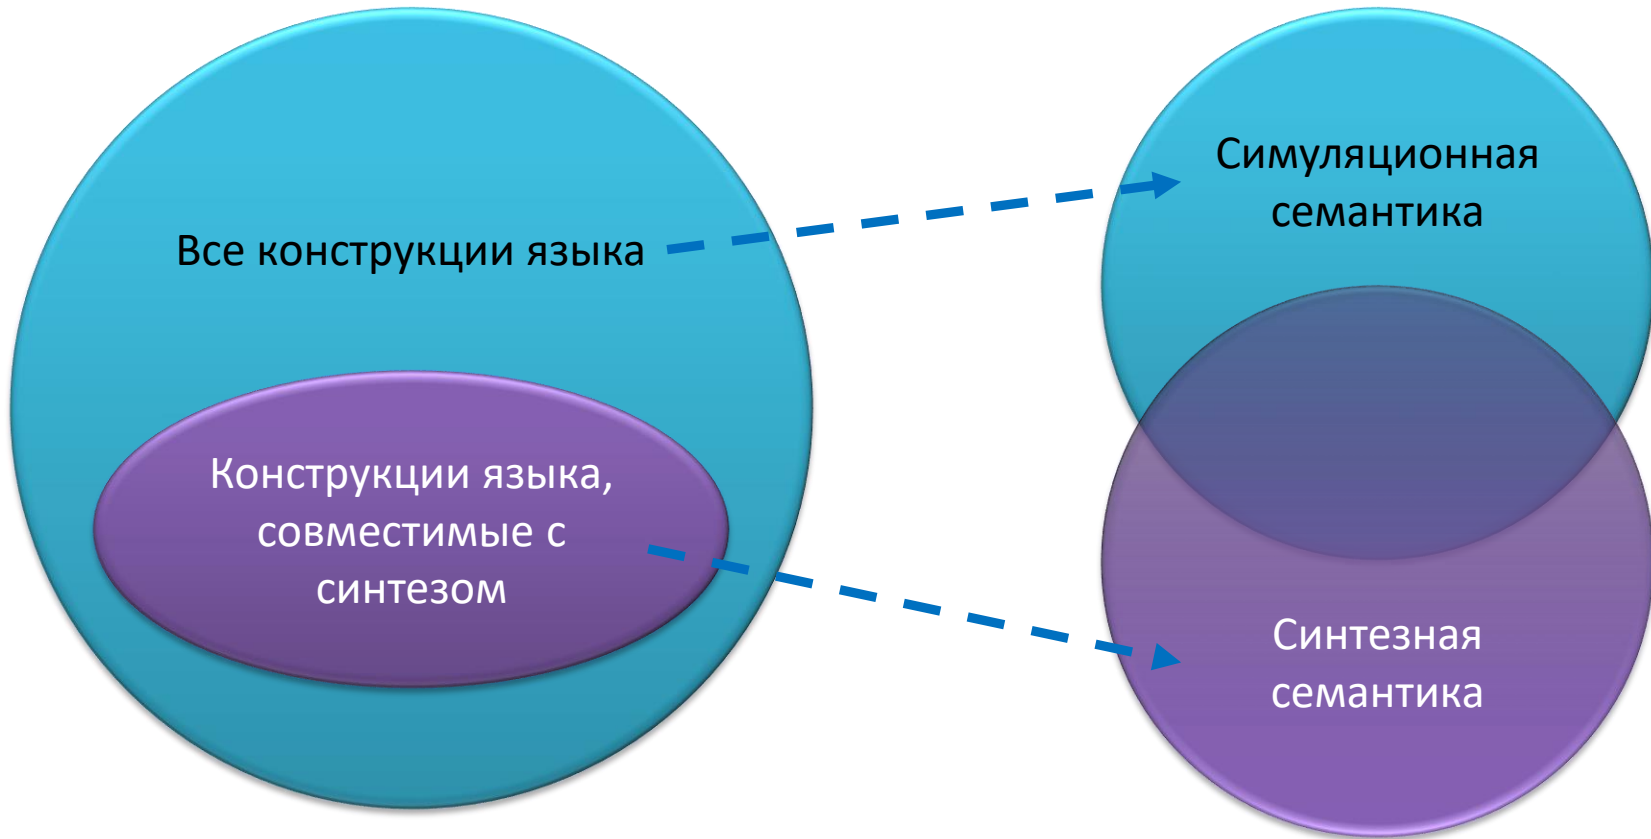 Все конструкции языка
Конструкции языка,
совместимые с
синтезом
Симуляционная
семантика
Синтезная
семантика